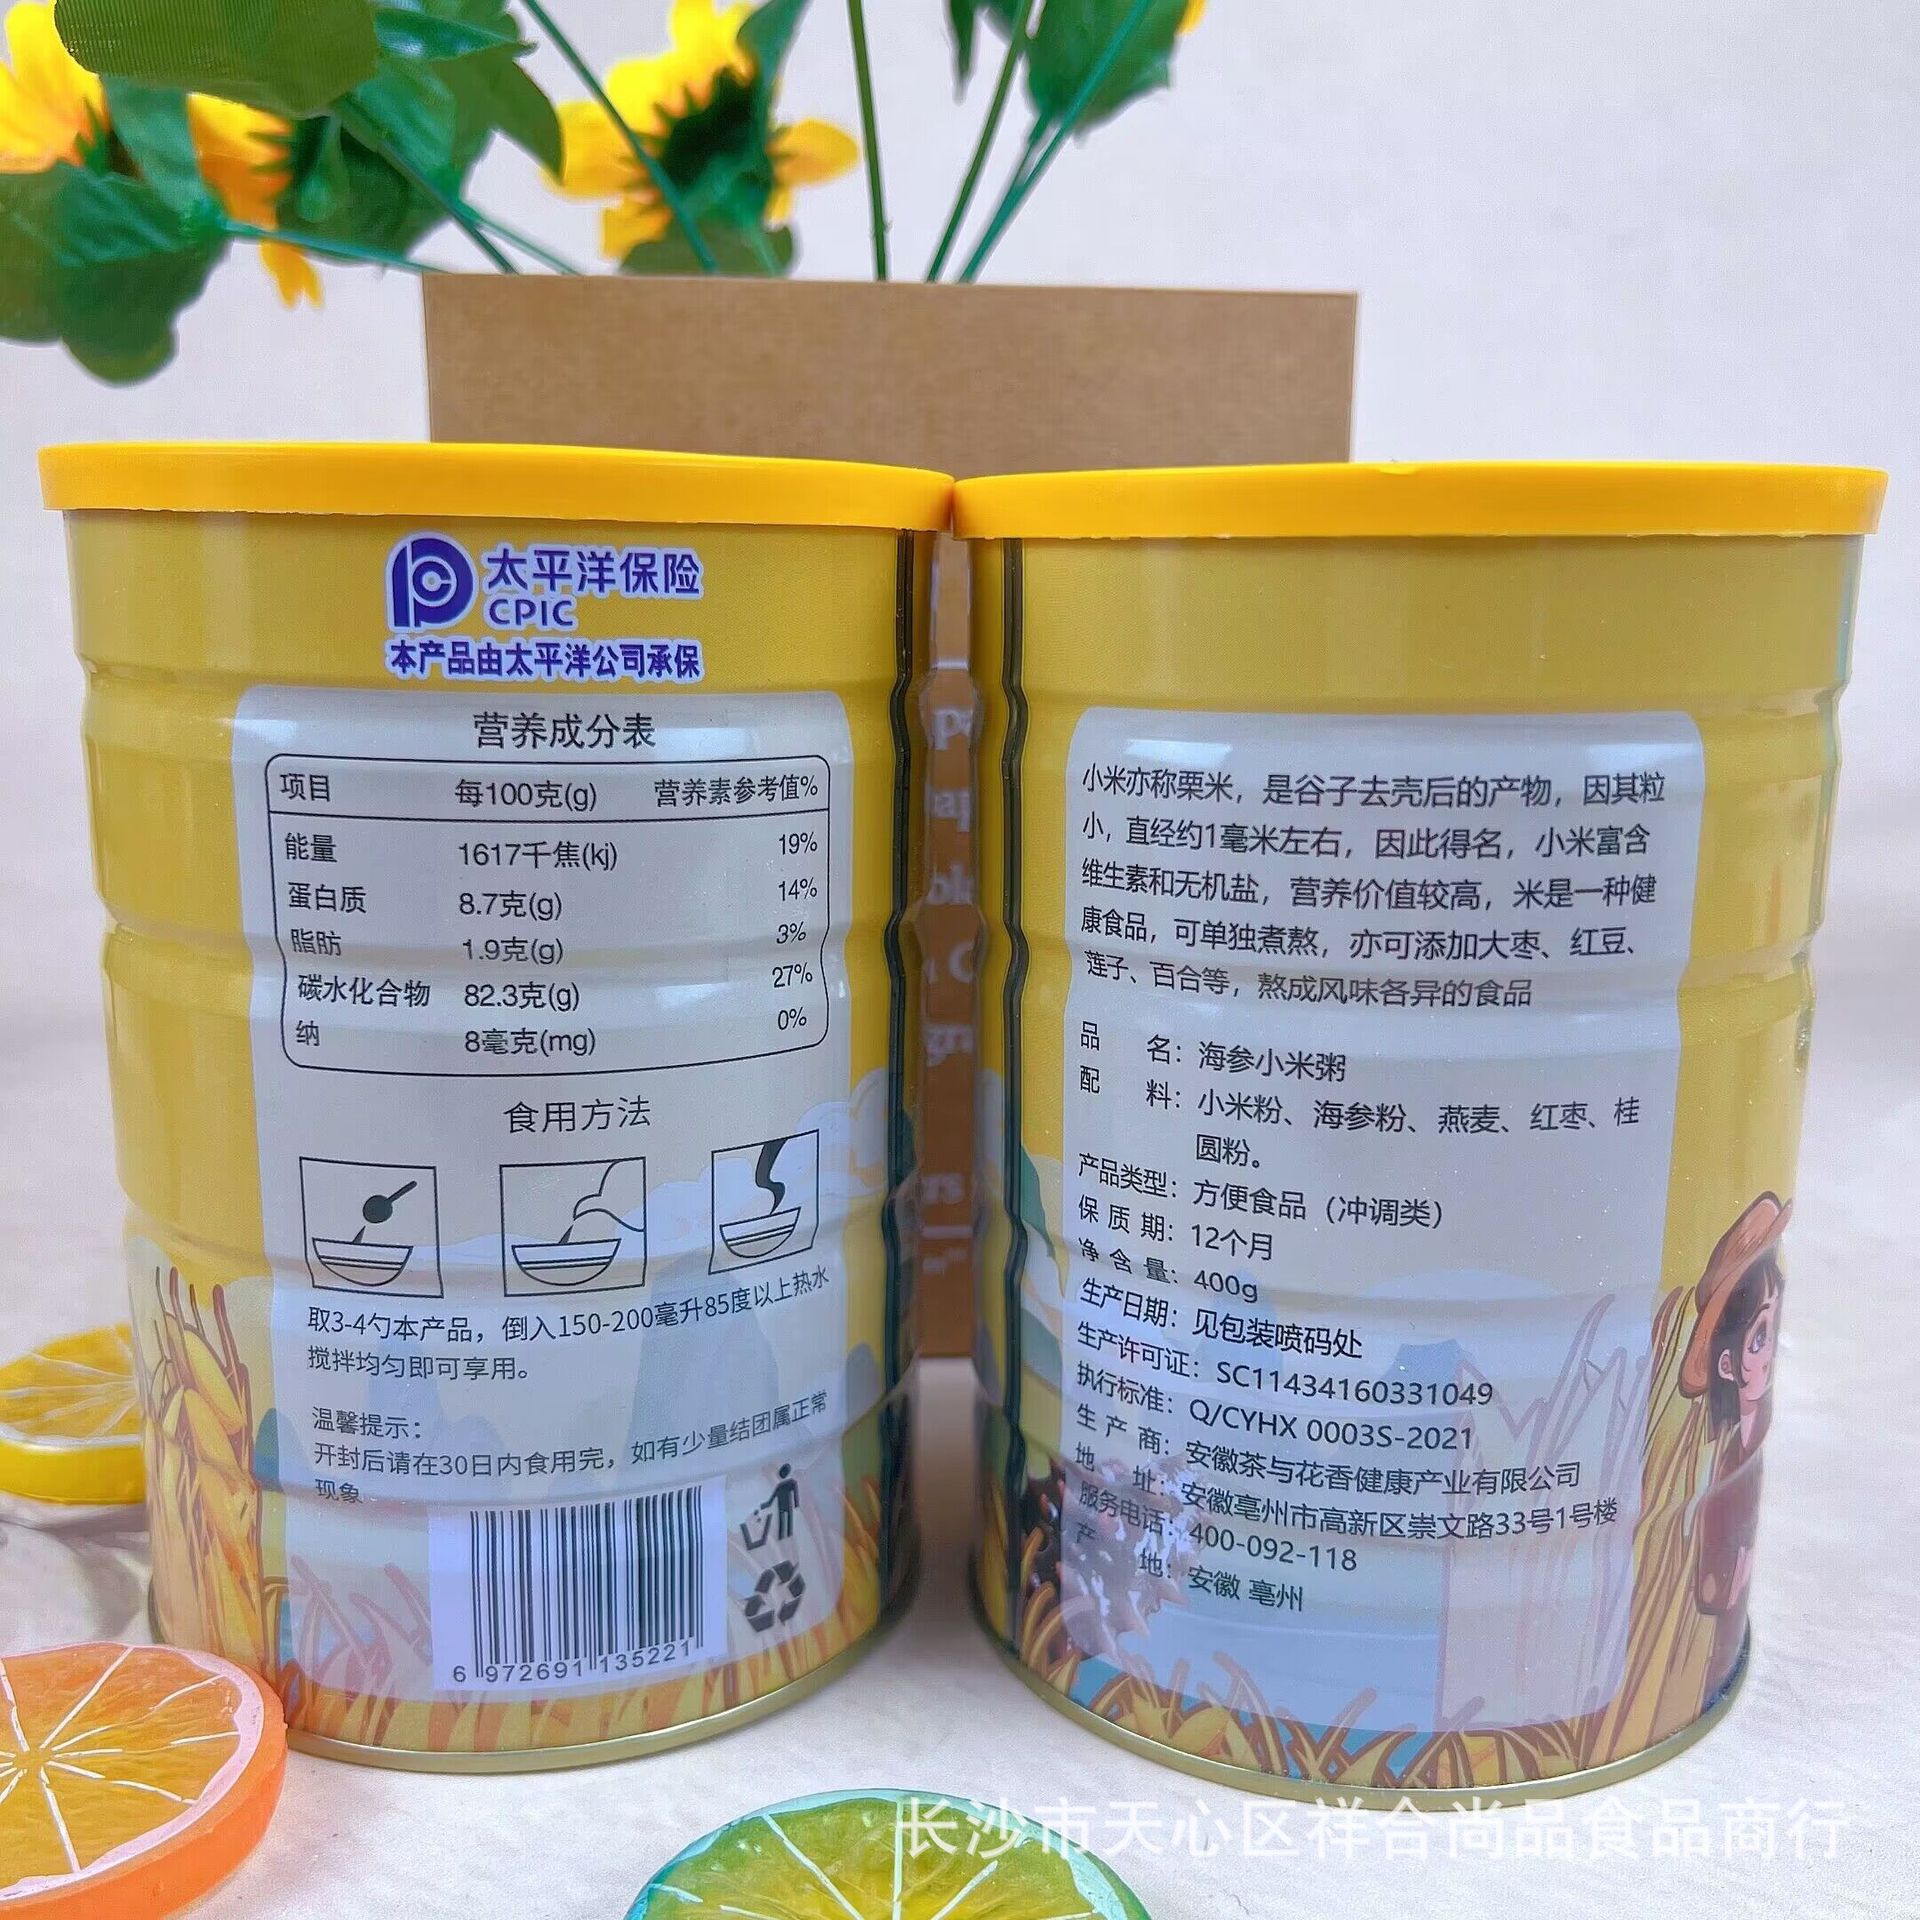 太平洋保险
CPIC
本产品由太平洋公司承保
营养成分表
项目 每100克(g) 营养素参考值%
能量 1617千焦(kj) 19%
蛋白质 8.7克(g) 14%
脂肪 1.9克(g) 3%
碳水化合物 82.3克(g) 27%
纳 8毫克(mg) 0%
食用方法
取3-4勺本产品，倒入150-200毫升85度以上热水
搅拌均匀即可享用。
温馨提示：
开封后请在30日内食用完，如有少量结团属正常
现象
6 972691 135221
小米亦称栗米，是谷子去壳后的产物，因其粒
小，直经约1毫米左右，因此得名，小米富含
维生素和无机盐，营养价值较高，米是一种健
康食品，可单独煮熬，亦可添加大枣、红豆、
莲子、百合等，熬成风味各异的食品
品 名：海参小米粥
配 料：小米粉、海参粉、燕麦、红枣、桂
圆粉。
产品类型：方便食品（冲调类）
保 质 期：12个月
净 含 量：400g
生产日期：见包装喷码处
生产许可证：SC11434160331049
执行标准：Q/CYHX 0003S-2021
生 产 商：安徽茶与花香健康产业有限公司
地 址：安徽亳州市高新区崇文路33号1号楼
服务电话：400-092-118
产 地：安徽 亳州
长沙市天心区祥合尚品食品商行